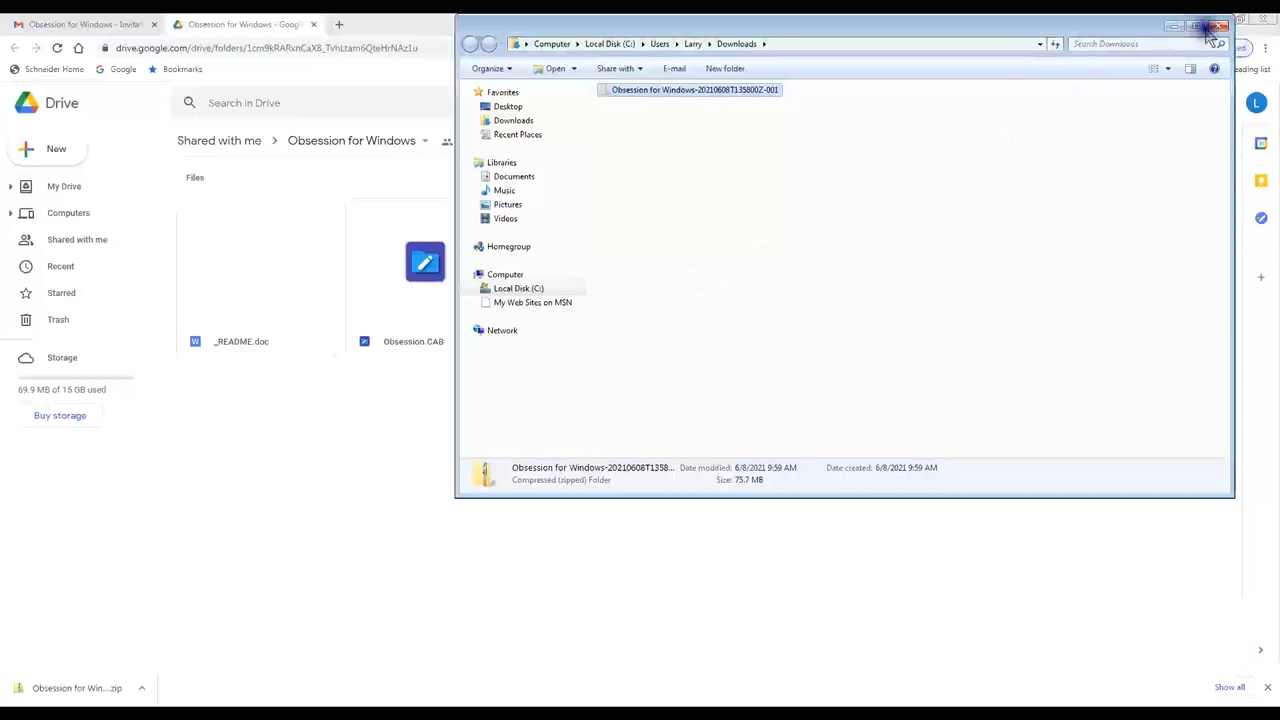 Obsession for Windows - Invitat
Obsession for Windows - Googl
drive.google.com/drive/folders/1cm9kRARxnCaX8_TvhLtam6QteHrNAz1u
Schneider Home
Google
Bookmarks
eading list
Drive
Search in Drive
L
New
Shared with me > Obsession for Windows
My Drive
Computers
Shared with me
Recent
Starred
Trash
Storage
69.9 MB of 15 GB used
Buy storage
Files
_README.doc
Obsession.CAB
Computer
Local Disk (C:)
Users
Larry
Downloads
Search Downloads
Organize
Open
Share with
E-mail
New folder
Favorites
Desktop
Downloads
Recent Places
Libraries
Documents
Music
Pictures
Videos
Homegroup
Computer
Local Disk (C:)
My Web Sites on MSN
Network
Obsession for Windows-20210608T135800Z-001
Obsession for Windows-20210608T1358... Date modified: 6/8/2021 9:59 AM Date created: 6/8/2021 9:59 AM
Compressed (zipped) Folder Size: 75.7 MB
Obsession for Win....zip
Show all